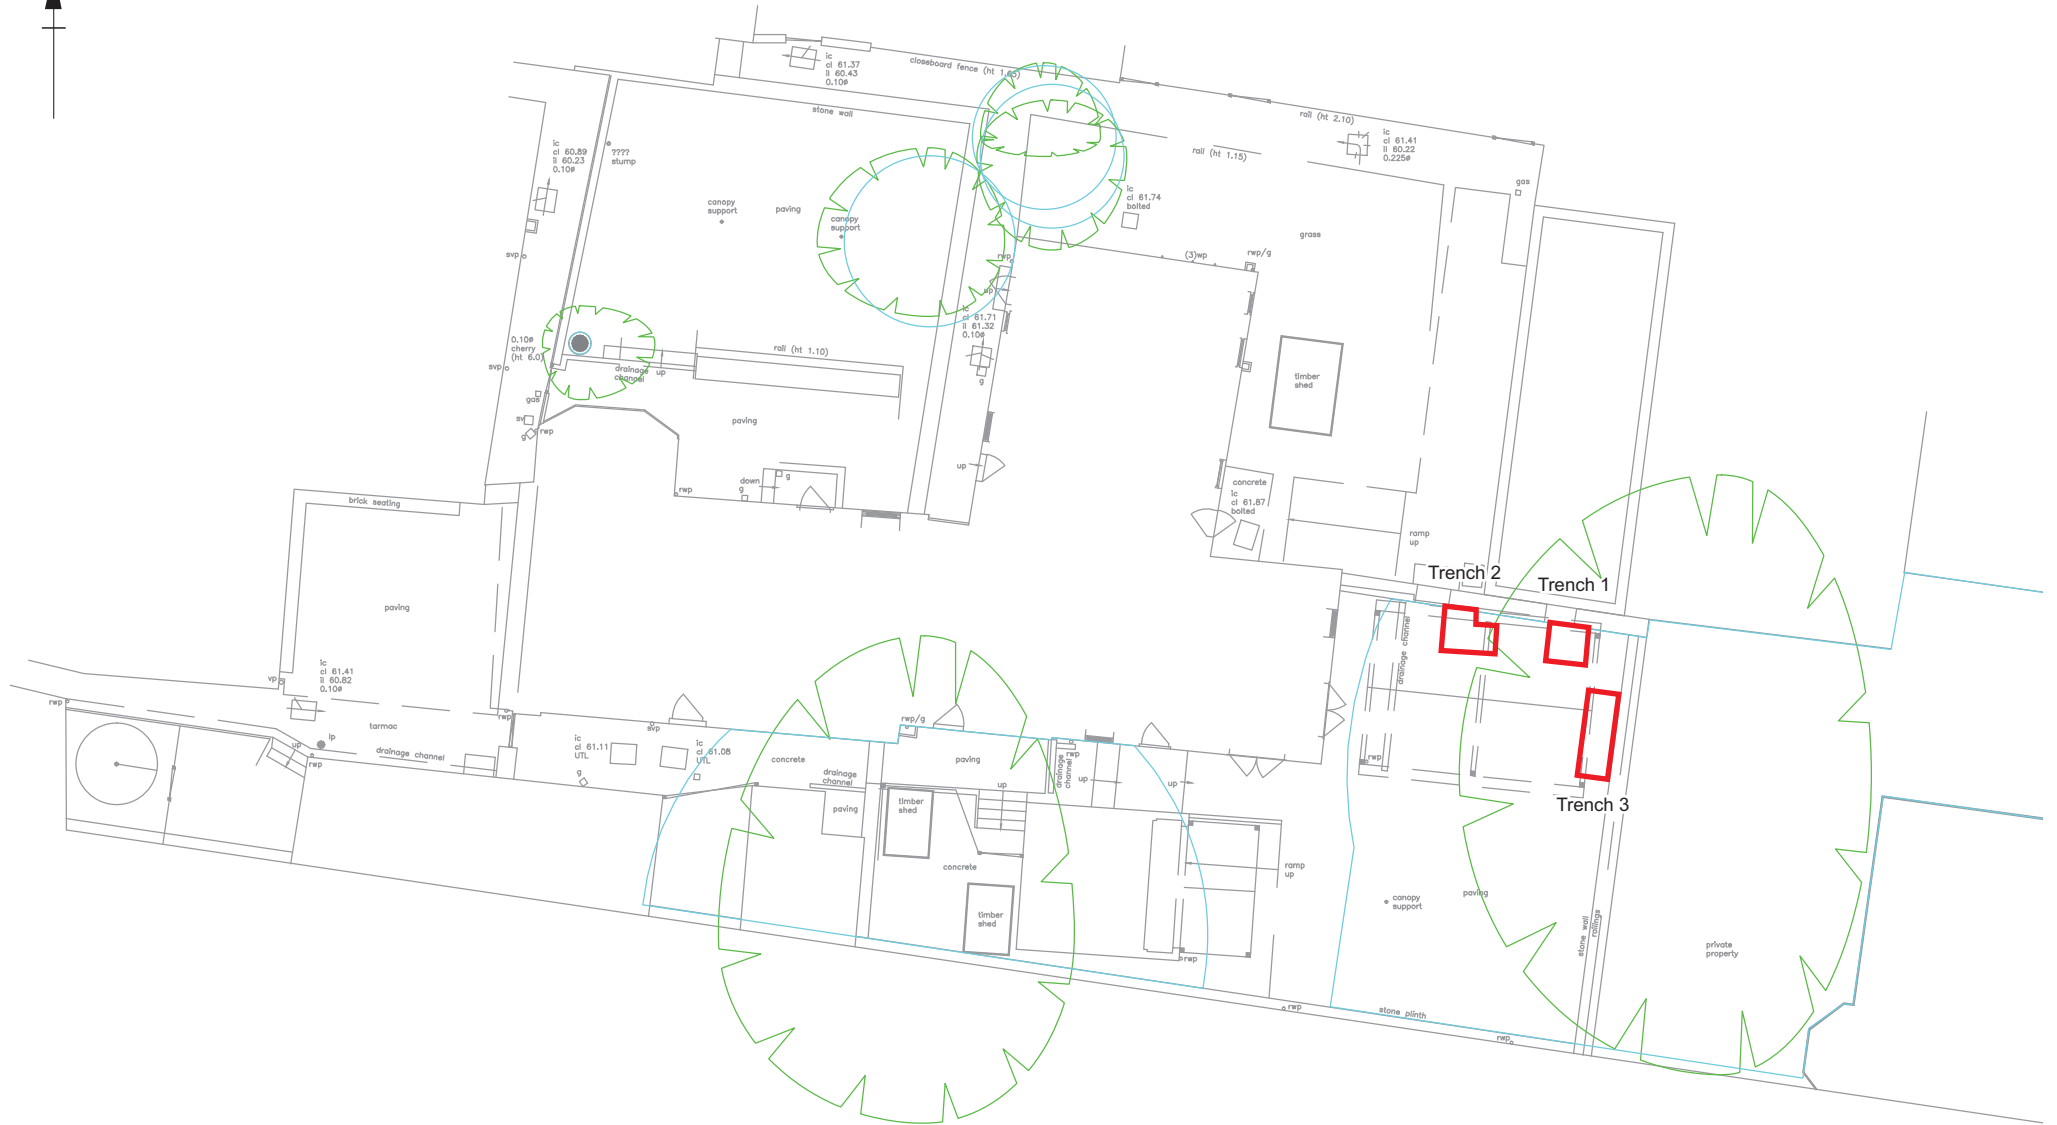 ic
cl 61.37
il 60.43
0.10ø
closeboard fence (ht 1.65)
stone wall
rail (ht 2.10)
ic
cl 61.41
il 60.22
0.225ø
rail (ht 1.15)
ic
cl 60.89
il 60.23
0.10ø
????
stump
gas
ic
cl 61.74
bolted
canopy
support
paving
canopy
support
grass
svp
rwp
(3)wp
rwp/g
up
ic
cl 61.71
il 61.32
0.10ø
g
0.10ø
cherry
(ht 6.0)
svp
drainage
channel
up
rail (ht 1.10)
timber
shed
gas
sv
g
rwp
paving
up
down
g
g
rwp
concrete
ic
cl 61.87
bolted
brick seating
ramp
up
Trench 2
Trench 1
paving
drainage channel
ic
cl 61.41
il 60.82
0.10ø
vp
rwp
rwp
tarmac
lp
up
rwp
drainage channel
svp
rwp/g
ic
cl 61.11
UTL
ic
cl 61.08
UTL
g
concrete
drainage
channel
paving
rwp
drainage
channel
up
up
rwp
rwp
timber
shed
paving
up
Trench 3
concrete
ramp
up
timber
shed
canopy
support
paving
stone wall
railings
private
property
rwp
rwp
stone plinth
rwp